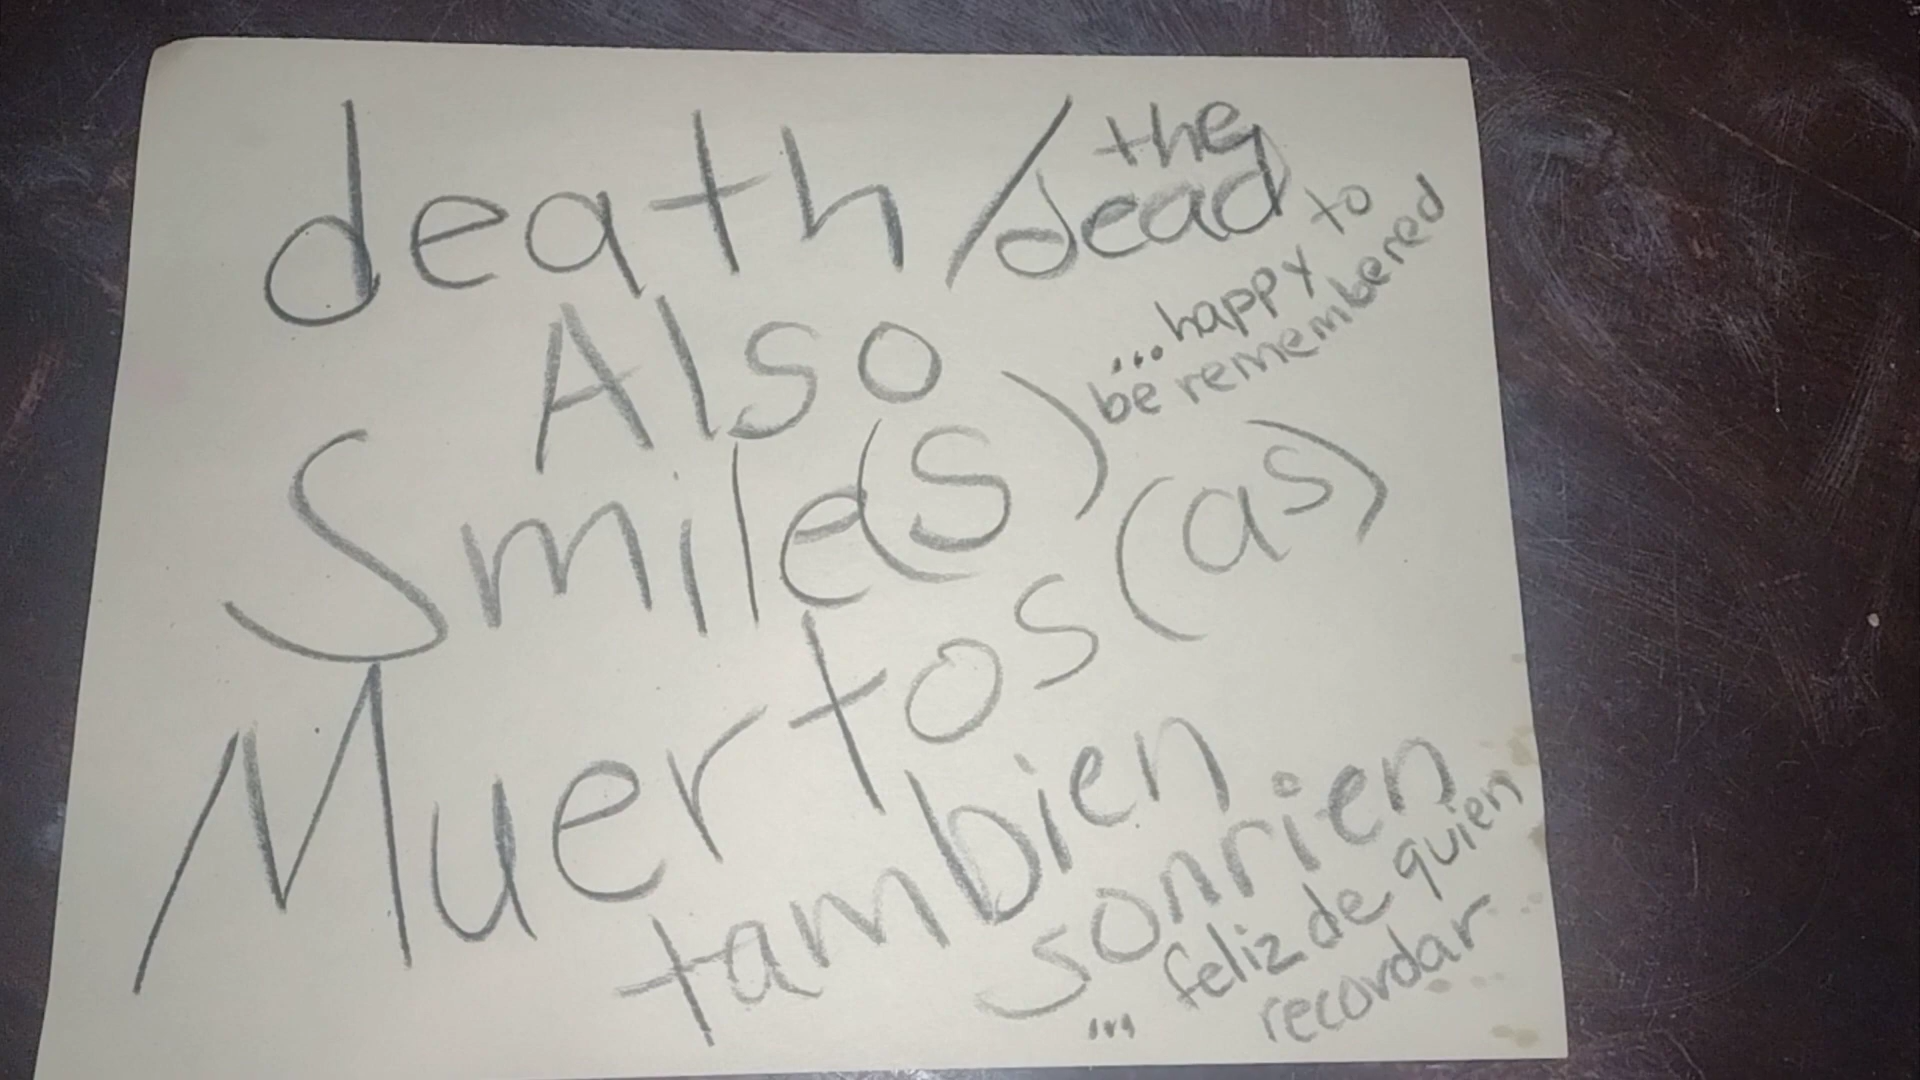 death / the dead
Also
Smile(s)
...happy to
be remembered
Muertos (as)
tambien
sonrien
... feliz de quien
recordar